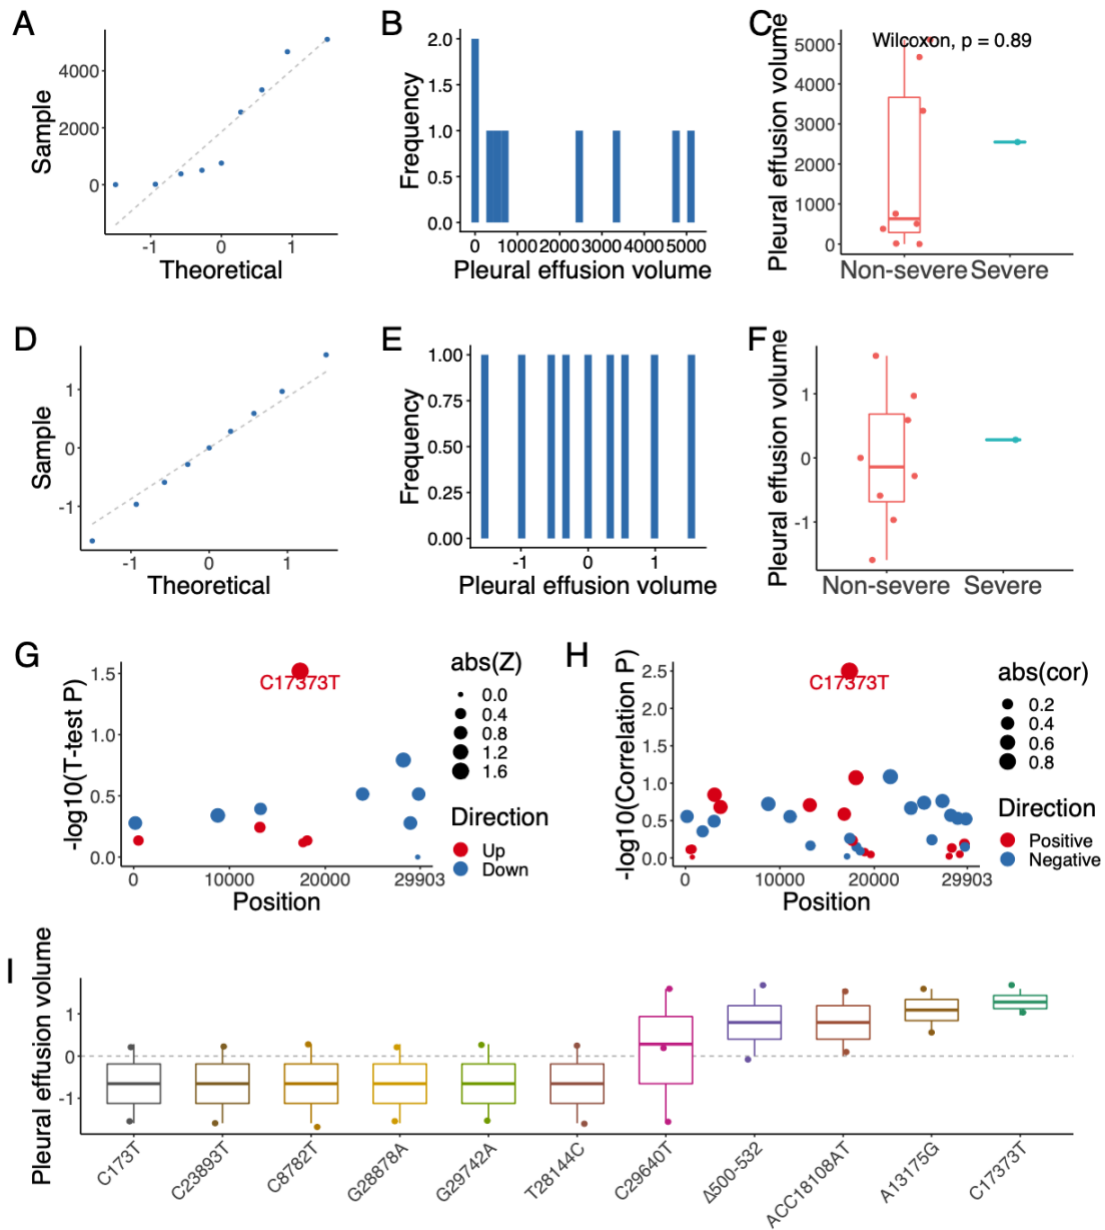 A
Sample
4000
2000
0
-1
0
1
Theoretical
B
Frequency
2.0
1.5
1.0
0.5
0.0
0
1000
2000
3000
4000
5000
Pleural effusion volume
C
Pleural effusion volume
Wilcoxon, p = 0.89
5000
4000
3000
2000
1000
0
Non-severe
Severe
D
Sample
1
0
-1
-1
0
1
Theoretical
E
Frequency
1.00
0.75
0.50
0.25
0.00
-1
0
1
Pleural effusion volume
F
Pleural effusion volume
1
0
-1
Non-severe
Severe
G
-log10(T-test P)
1.5
1.0
0.5
0.0
C17373T
0
10000
20000
29903
Position
abs(Z)
0.0
0.4
0.8
1.2
1.6
Direction
Up
Down
H
-log10(Correlation P)
2.5
2.0
1.5
1.0
0.5
0.0
C17373T
0
10000
20000
29903
Position
abs(cor)
0.2
0.4
0.6
0.8
Direction
Positive
Negative
I
Pleural effusion volume
1
0
-1
C173T
C23893T
C8782T
G28878A
G29742A
T28144C
C29640T
Δ500-532
ACC18108AT
A13175G
C17373T